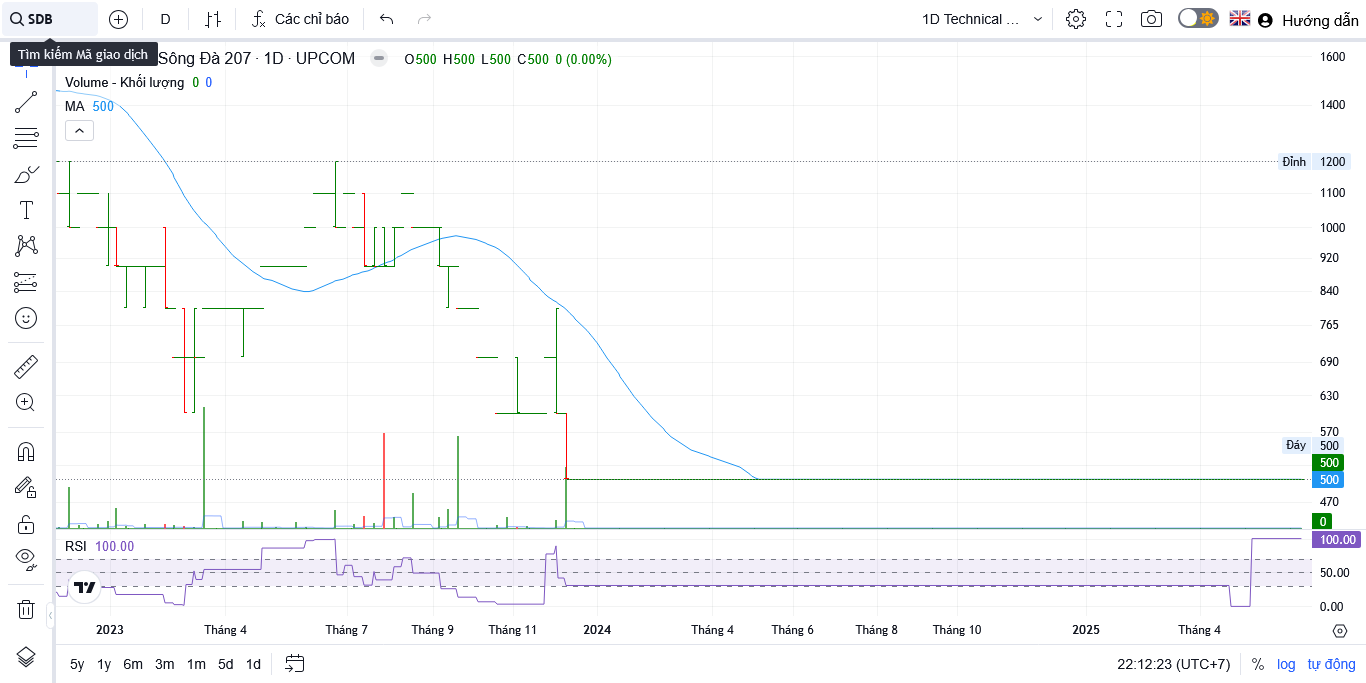 SDB
D
Các chỉ báo
1D Technical ...
Hướng dẫn
Tìm kiếm Mã giao dịch
Sông Đà 207 · 1D · UPCOM
O500 H500 L500 C500 0 (0.00%)
Volume - Khối lượng 0 0
MA 500
1600
1400
Đỉnh 1200
1100
1000
920
840
765
690
630
570
Đáy 500
500
500
470
0
RSI 100.00
100.00
50.00
0.00
2023 Tháng 4 Tháng 7 Tháng 9 Tháng 11 2024 Tháng 4 Tháng 6 Tháng 8 Tháng 10 2025 Tháng 4
5y 1y 6m 3m 1m 5d 1d
22:12:23 (UTC+7) % log tự động